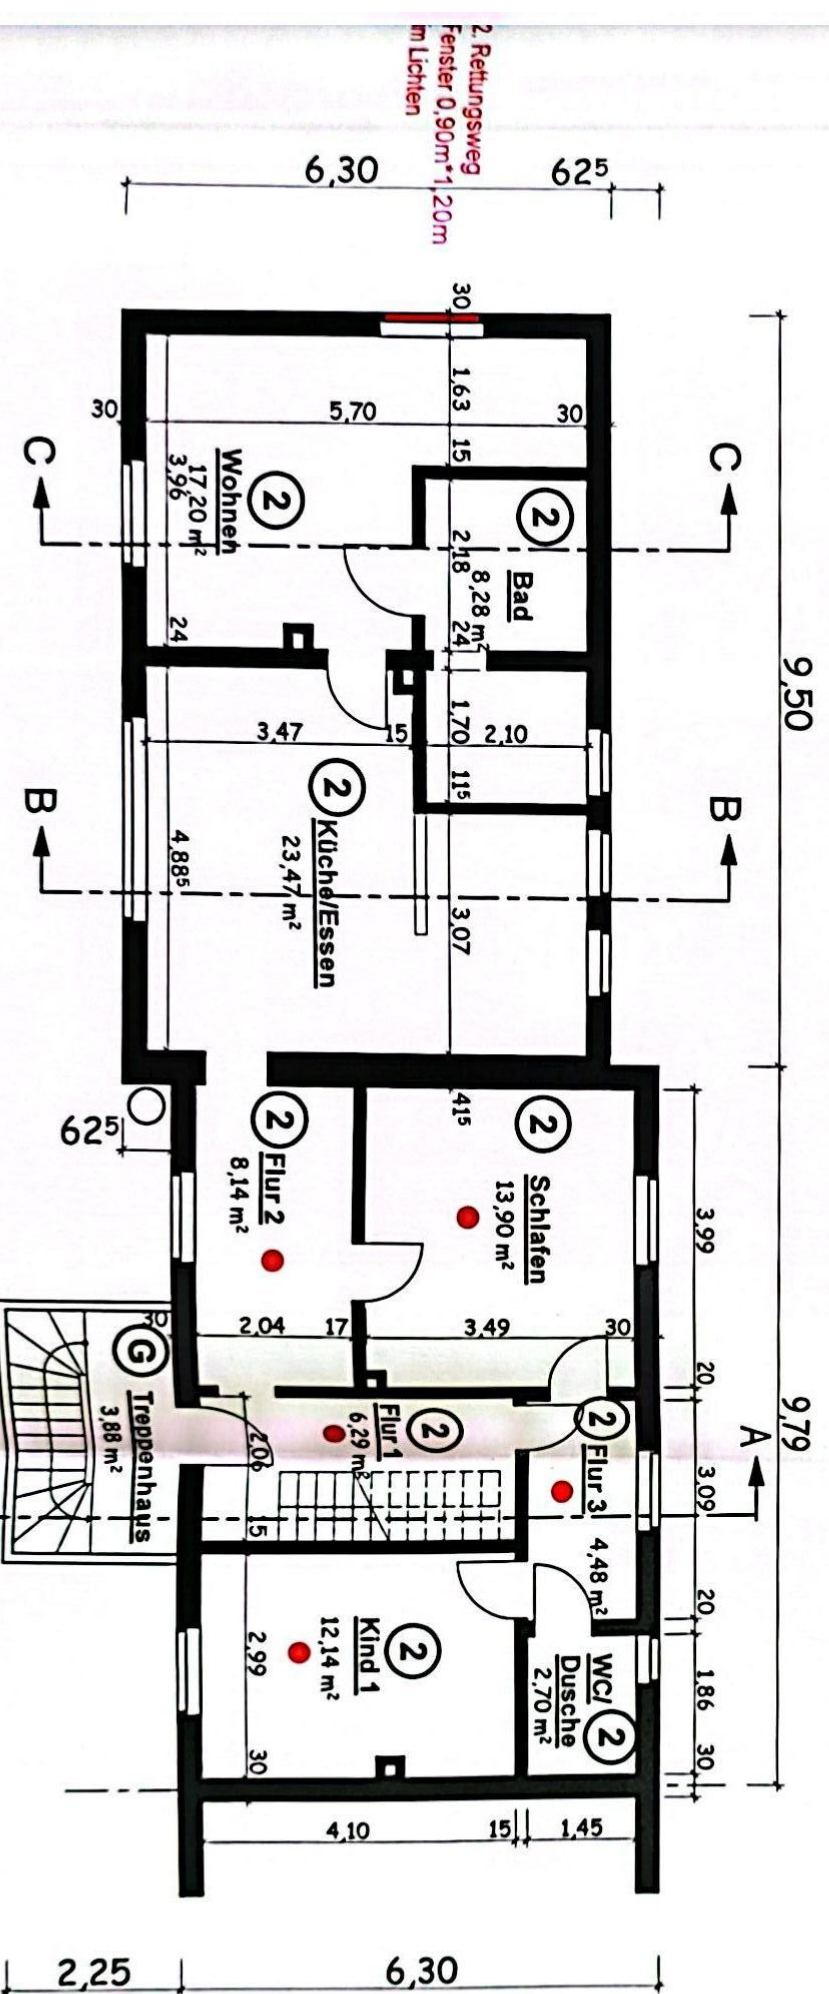 2. Rettungsweg
Fenster 0,90m*1,20m
m Lichten
6,30
62⁵
9,50
9,79
30
1,63
15
2,18
24
1,70
11⁵
3,07
41⁵
30
5,70
30
C
C
B
B
A
2
Wohnen
17,20 m²
3,96
24
2
Bad
8,28 m²
3,47
15
2,10
2
Küche/Essen
23,47 m²
4,88⁵
62⁵
2
Flur 2
8,14 m²
2
Schlafen
13,90 m²
3,99
20
3,09
20
1,86
30
30
2,04
17
3,49
30
G
Treppenhaus
3,88 m²
2
Flur 1
6,29 m²
2,06
15
2
Flur 3
4,48 m²
2
Kind 1
12,14 m²
2,99
30
2
WC/
Dusche
2,70 m²
4,10
15
1,45
2,25
6,30